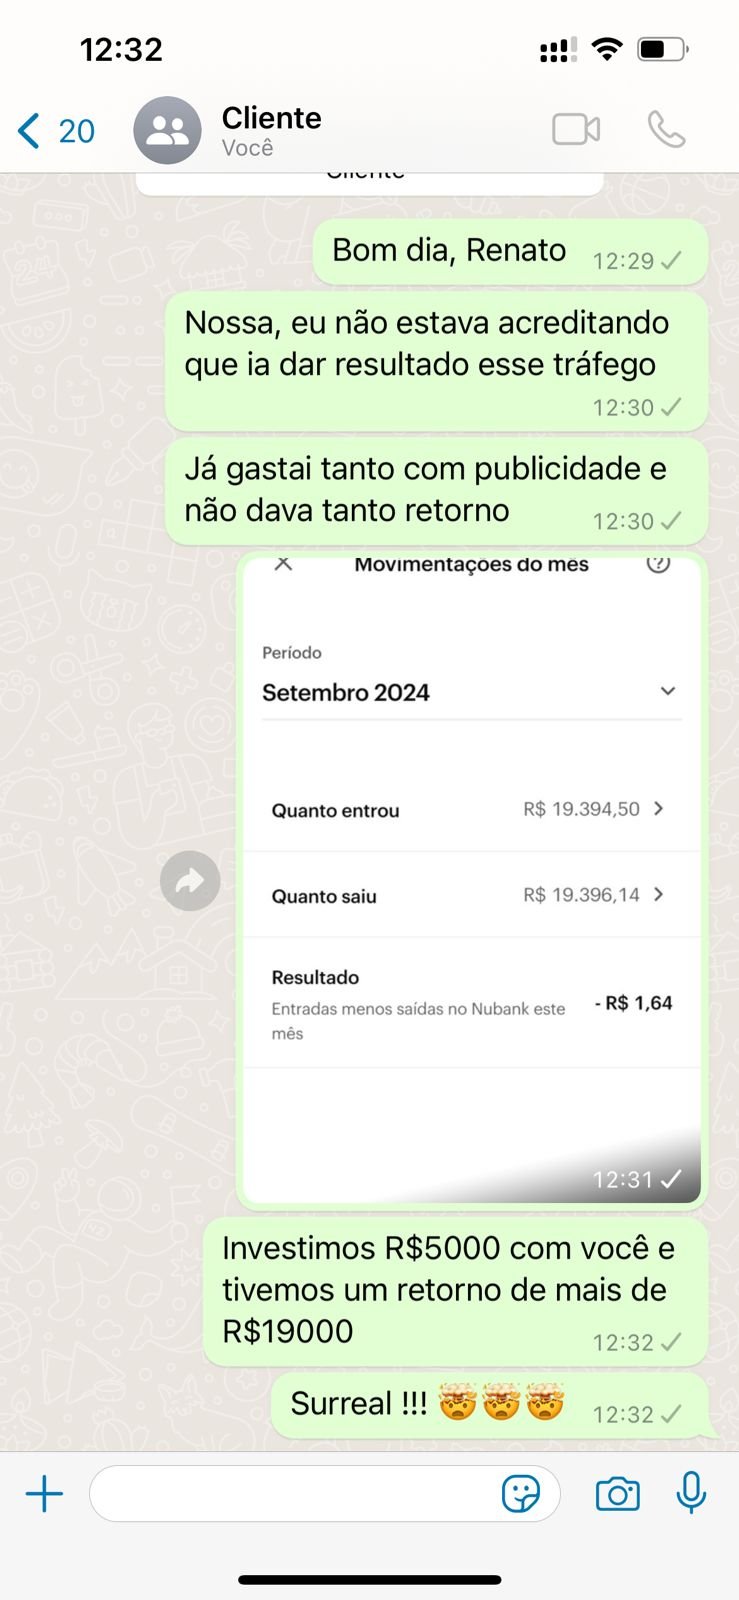 12:32
20
Cliente
Você
Cliente
Bom dia, Renato
12:29
Nossa, eu não estava acreditando
que ia dar resultado esse tráfego
12:30
Já gastai tanto com publicidade e
não dava tanto retorno
12:30
Movimentações do mês
Período
Setembro 2024
Quanto entrou
R$ 19.394,50
Quanto saiu
R$ 19.396,14
Resultado
Entradas menos saídas no Nubank este
mês
- R$ 1,64
12:31
Investimos R$5000 com você e
tivemos um retorno de mais de
R$19000
12:32
Surreal !!! 🤯🤯🤯
12:32